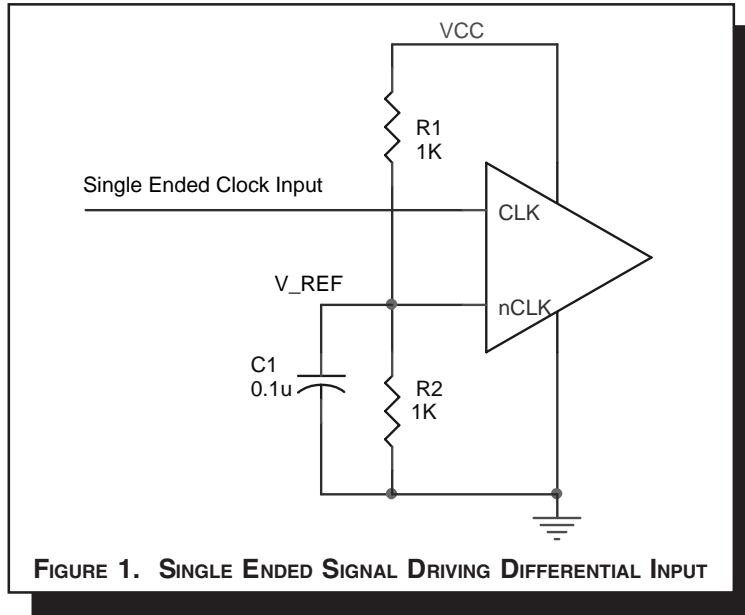 VCC
R1
1K
Single Ended Clock Input
CLK
V_REF
nCLK
C1
0.1u
R2
1K
FIGURE 1. SINGLE ENDED SIGNAL DRIVING DIFFERENTIAL INPUT